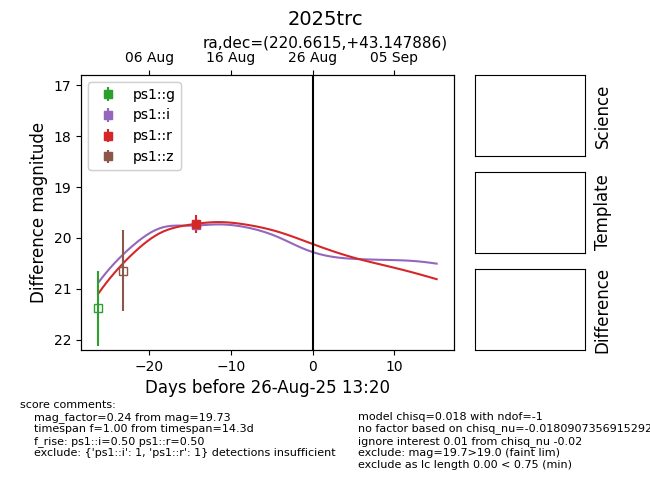 2025trc
ra,dec=(220.6615,+43.147886)
06 Aug
16 Aug
26 Aug
05 Sep
17
18
19
20
21
22
Difference magnitude
ps1::g
ps1::i
ps1::r
ps1::z
−20
−10
0
10
Days before 26-Aug-25 13:20
Science
Template
Difference
score comments:
mag_factor=0.24 from mag=19.73
timespan f=1.00 from timespan=14.3d
f_rise: ps1::i=0.50 ps1::r=0.50
exclude: {'ps1::i': 1, 'ps1::r': 1} detections insufficient
model chisq=0.018 with ndof=-1
no factor based on chisq_nu=-0.0180907356915292
ignore interest 0.01 from chisq_nu -0.02
exclude: mag=19.7>19.0 (faint lim)
exclude as lc length 0.00 < 0.75 (min)